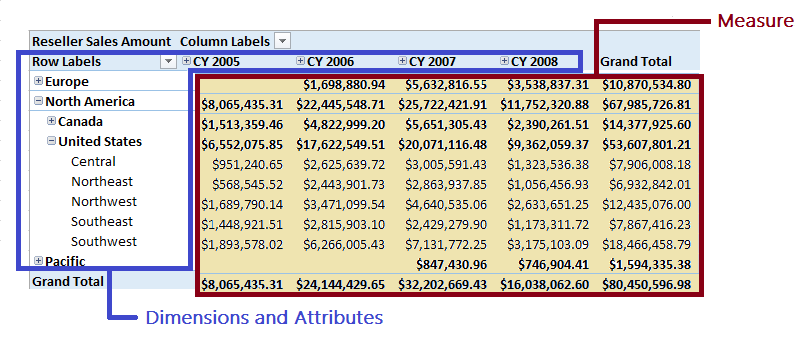 Measure
Reseller Sales Amount Column Labels
Row Labels CY 2005 CY 2006 CY 2007 CY 2008 Grand Total
Europe $1,698,880.94 $5,632,816.55 $3,538,837.31 $10,870,534.80
North America $8,065,435.31 $22,445,548.71 $25,722,421.91 $11,752,320.88 $67,985,726.81
Canada $1,513,359.46 $4,822,999.20 $5,651,305.43 $2,390,261.51 $14,377,925.60
United States $6,552,075.85 $17,622,549.51 $20,071,116.48 $9,362,059.37 $53,607,801.21
Central $951,240.65 $2,625,639.72 $3,005,591.43 $1,323,536.38 $7,906,008.18
Northeast $568,545.52 $2,443,901.73 $2,863,937.85 $1,056,456.93 $6,932,842.01
Northwest $1,689,790.14 $3,471,099.54 $4,640,535.06 $2,633,651.25 $12,435,076.00
Southeast $1,448,921.51 $2,815,903.10 $2,429,279.90 $1,173,311.72 $7,867,416.23
Southwest $1,893,578.02 $6,266,005.43 $7,131,772.25 $3,175,103.09 $18,466,458.79
Pacific $847,430.96 $746,904.41 $1,594,335.38
Grand Total $8,065,435.31 $24,144,429.65 $32,202,669.43 $16,038,062.60 $80,450,596.98
Dimensions and Attributes